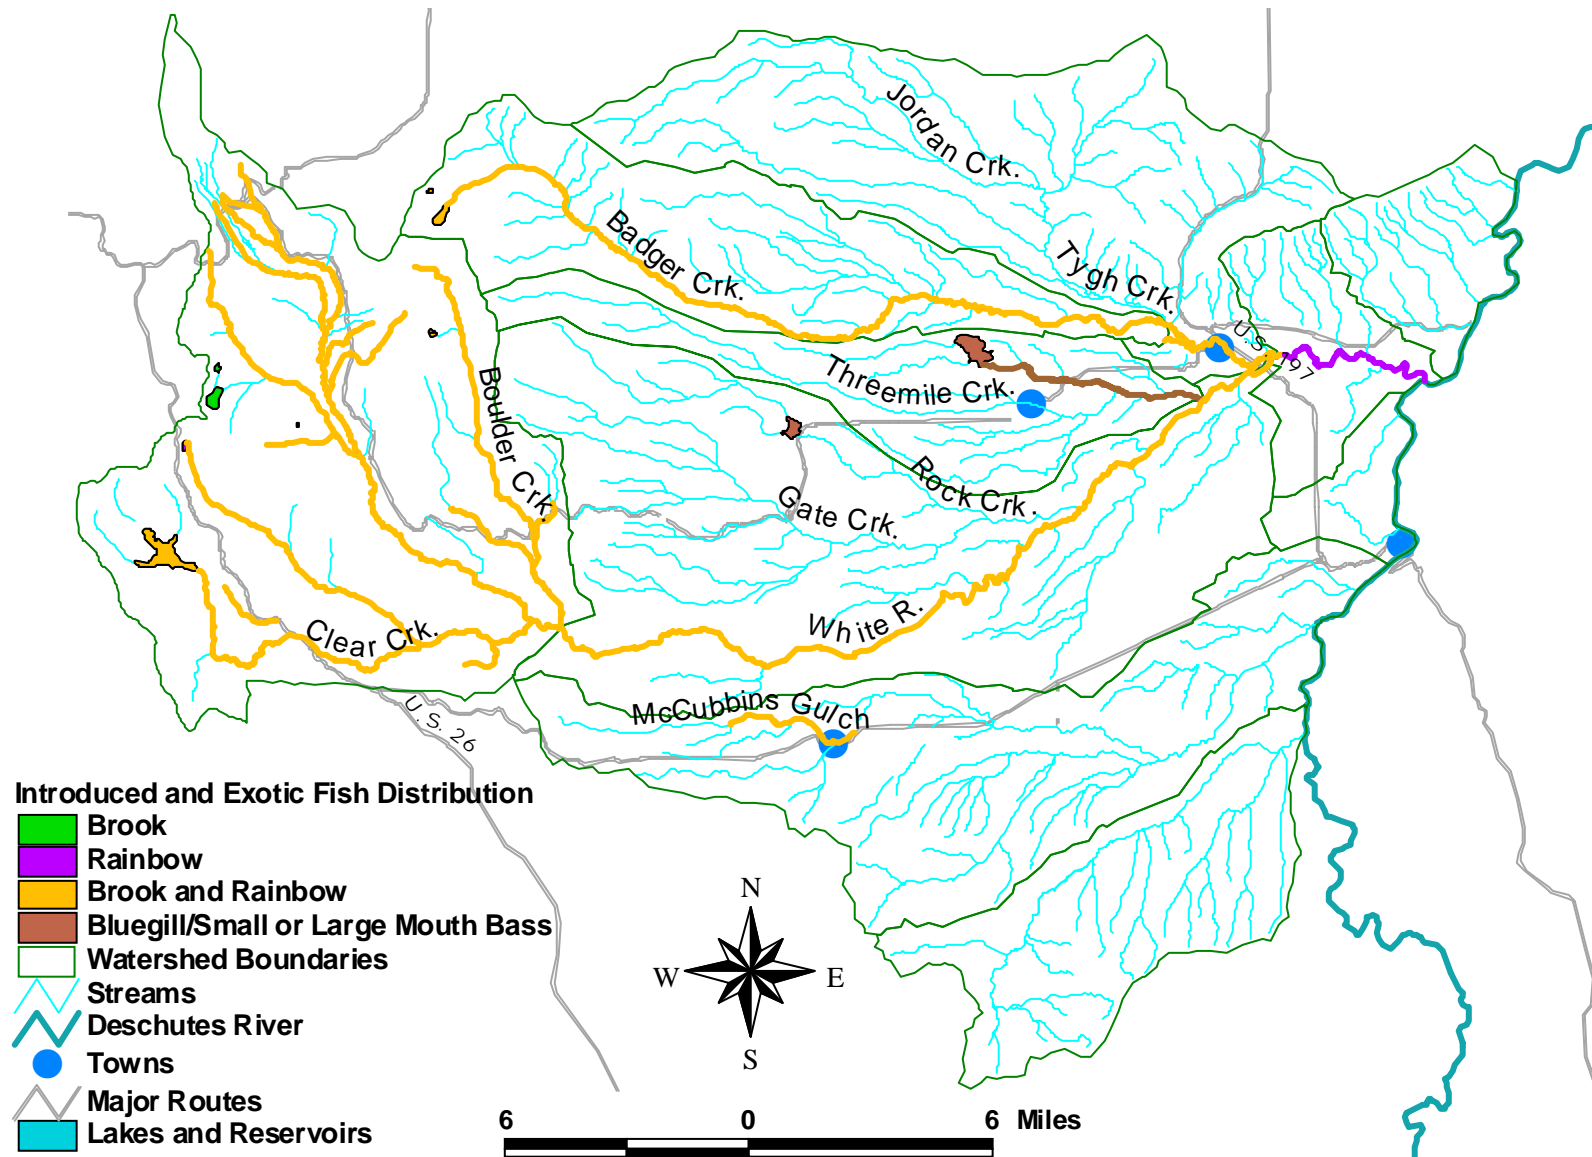 Jordan Crk.
Badger Crk.
Tygh Crk.
U.S. 197
Threemile Crk.
Boulder Crk.
Rock Crk.
Gate Crk.
White R.
Clear Crk.
McCubbins Gulch
U.S. 26
Introduced and Exotic Fish Distribution
Brook
Rainbow
Brook and Rainbow
Bluegill/Small or Large Mouth Bass
Watershed Boundaries
Streams
Deschutes River
Towns
Major Routes
Lakes and Reservoirs
N
W E
S
6 0 6 Miles